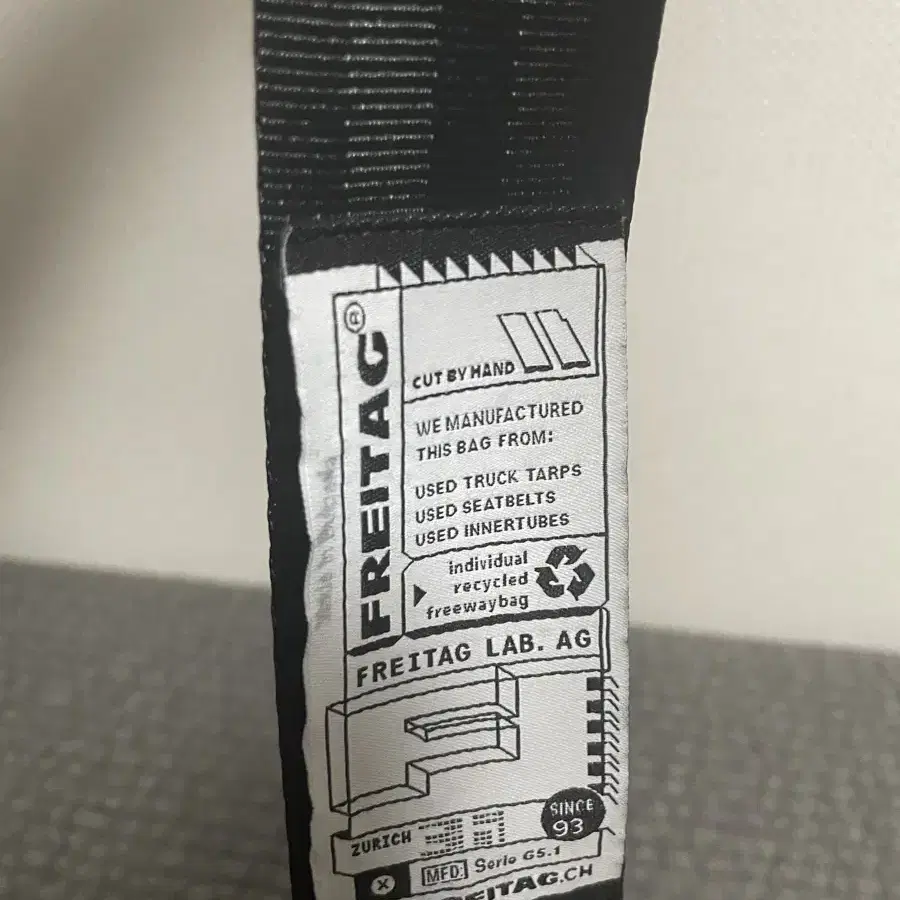 FREITAG®
CUT BY HAND
WE MANUFACTURED
THIS BAG FROM:
USED TRUCK TARPS
USED SEATBELTS
USED INNERTUBES
individual
recycled
freewaybag
FREITAG LAB. AG
F
SINCE
93
ZURICH
X
MFD: Serie G5.1
FREITAG.CH